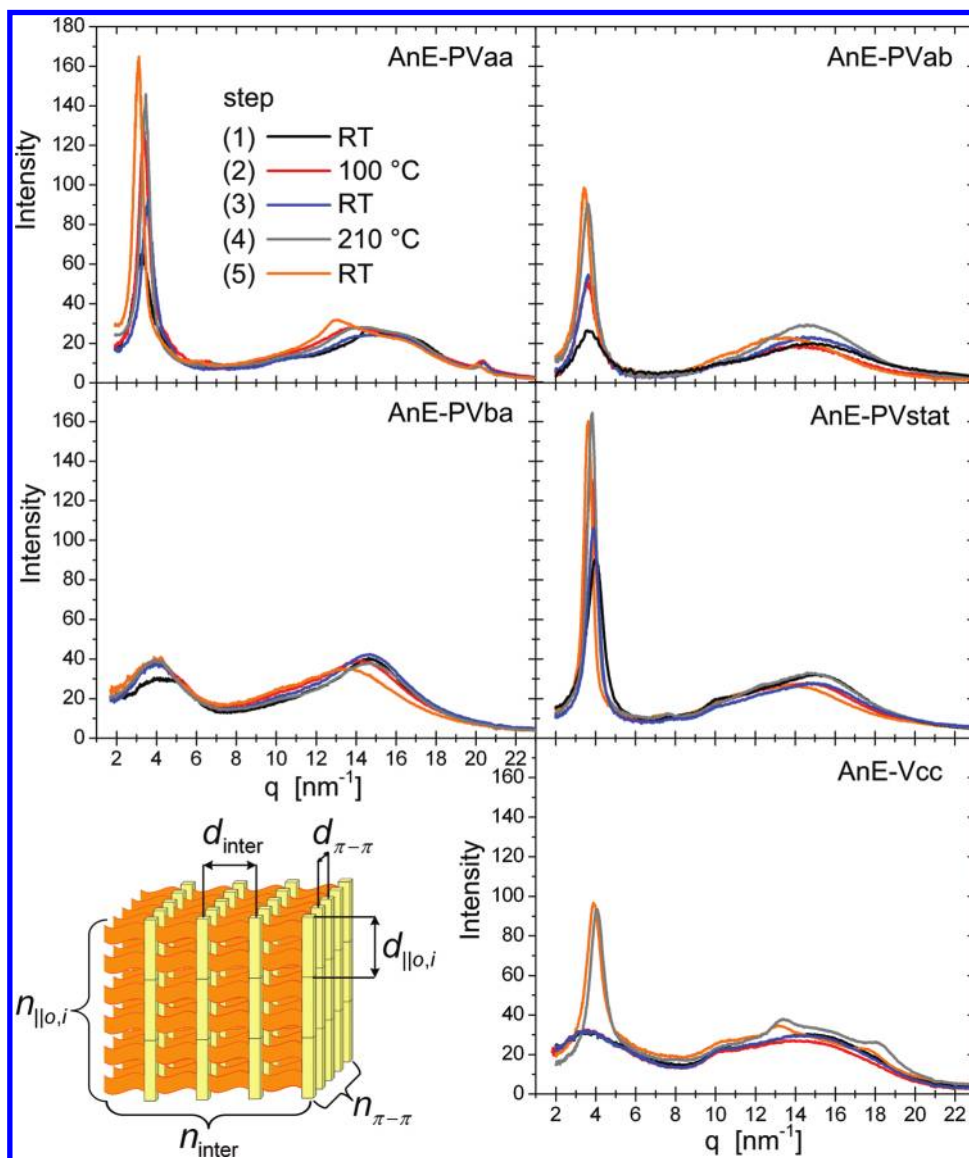 AnE-PVaa
180
160
140
120
100
80
60
40
20
0
Intensity
step
(1) RT
(2) 100 °C
(3) RT
(4) 210 °C
(5) RT
AnE-PVab
AnE-PVba
160
140
120
100
80
60
40
20
0
Intensity
2 4 6 8 10 12 14 16 18 20 22
q [nm⁻¹]
AnE-PVstat
AnE-Vcc
160
140
120
100
80
60
40
20
0
Intensity
2 4 6 8 10 12 14 16 18 20 22
q [nm⁻¹]
d_inter
d_π–π
d_||o,i
n_||o,i
n_π–π
n_inter